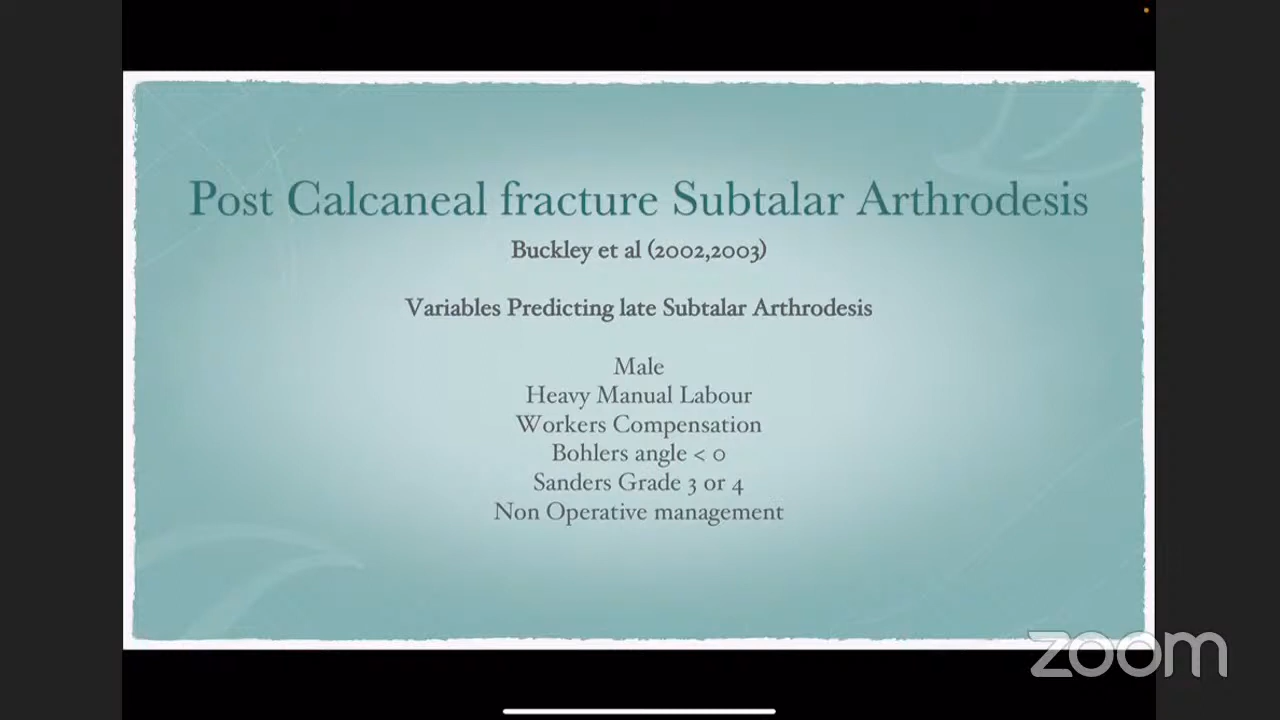 Post Calcaneal fracture Subtalar Arthrodesis
Buckley et al (2002,2003)
Variables Predicting late Subtalar Arthrodesis
Male
Heavy Manual Labour
Workers Compensation
Bohlers angle < 0
Sanders Grade 3 or 4
Non Operative management
zoom